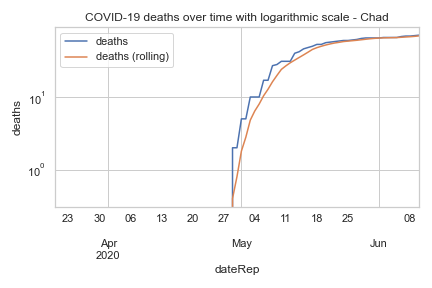 COVID-19 deaths over time with logarithmic scale - Chad
deaths
deaths (rolling)
deaths
10¹
10⁰
23 30 06 13 20 27 04 11 18 25 08
Apr May Jun
2020
dateRep